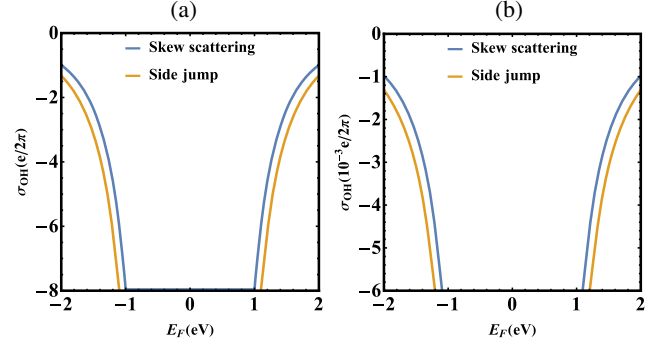 (a)
(b)
0
−2
−4
−6
−8
σOH(e/2π)
Skew scattering
Side jump
−2 −1 0 1 2
EF(eV)
0
−1
−2
−3
−4
−5
−6
σOH(10⁻³e/2π)
Skew scattering
Side jump
−2 −1 0 1 2
EF(eV)